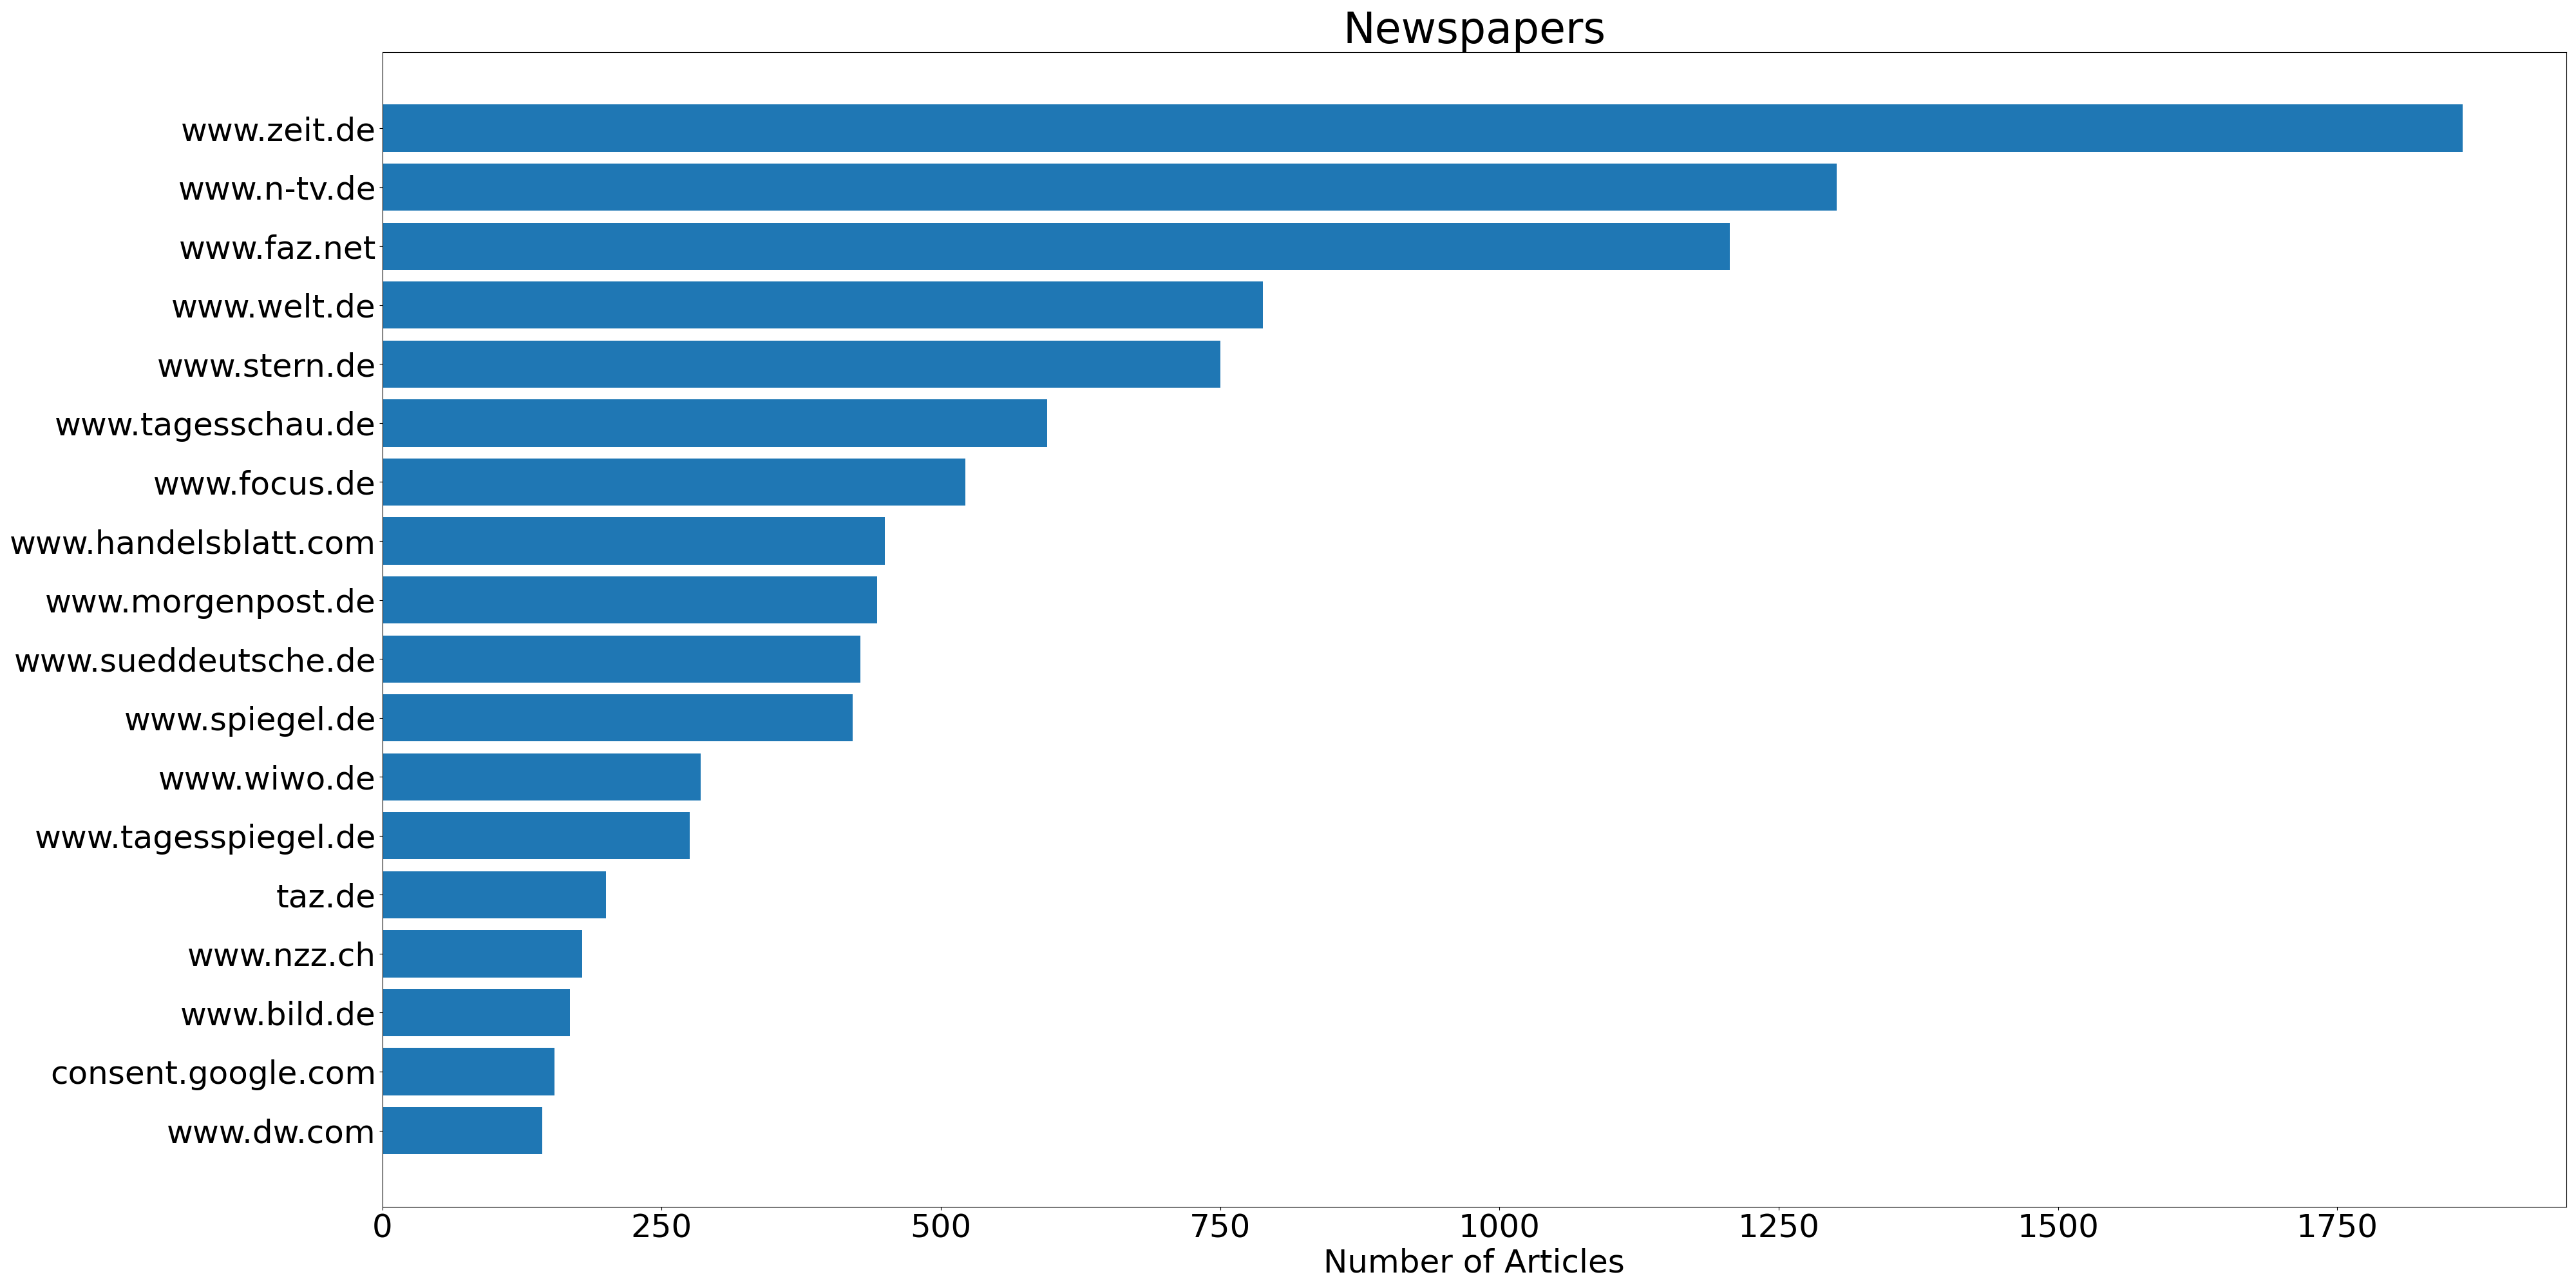 Newspapers
www.zeit.de
www.n-tv.de
www.faz.net
www.welt.de
www.stern.de
www.tagesschau.de
www.focus.de
www.handelsblatt.com
www.morgenpost.de
www.sueddeutsche.de
www.spiegel.de
www.wiwo.de
www.tagesspiegel.de
taz.de
www.nzz.ch
www.bild.de
consent.google.com
www.dw.com
0 250 500 750 1000 1250 1500 1750
Number of Articles